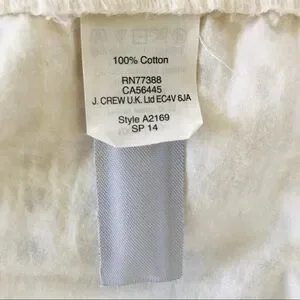 100% Cotton
RN77388
CA56445
J. CREW U.K. Ltd EC4V 6JA
Style A2169
SP 14